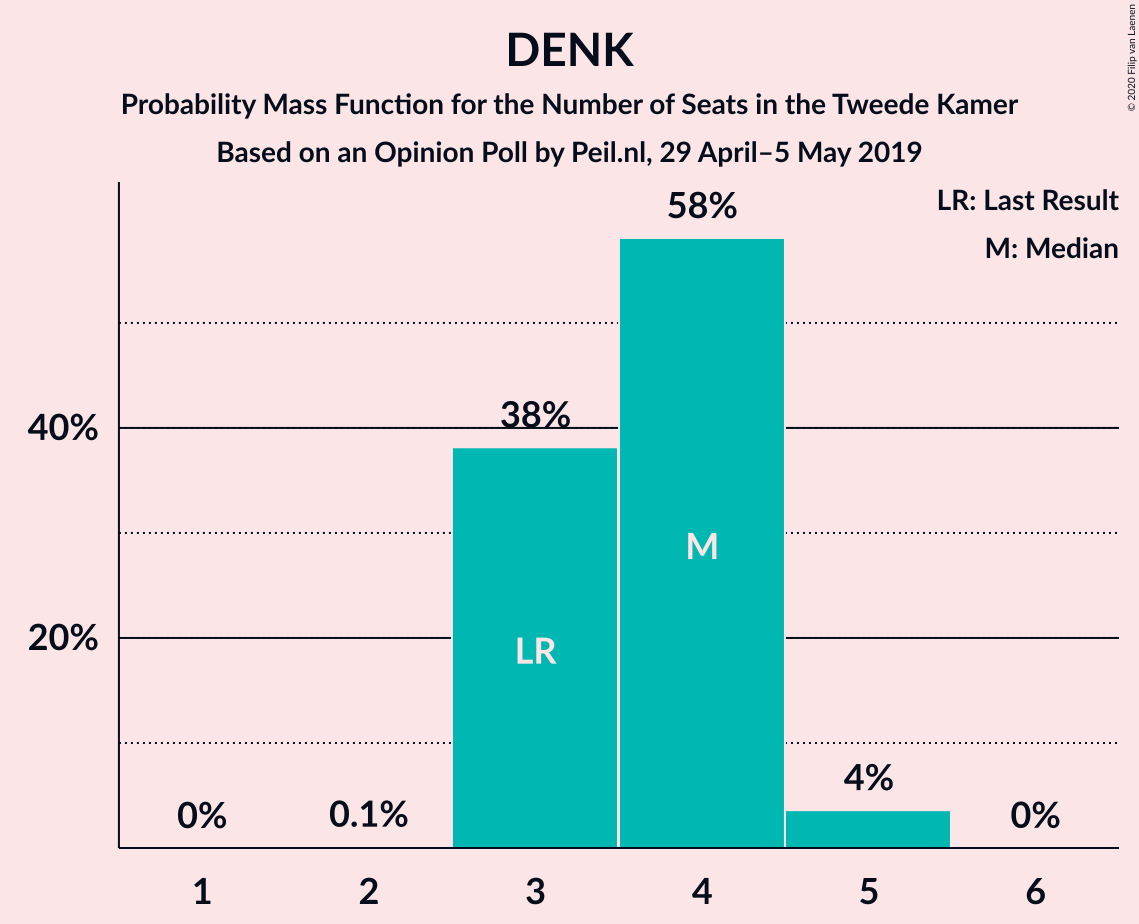 DENK
Probability Mass Function for the Number of Seats in the Tweede Kamer
Based on an Opinion Poll by Peil.nl, 29 April–5 May 2019
© 2020 Filip van Laenen
LR: Last Result
M: Median
58%
40%
38%
M
20%
LR
4%
0%
0.1%
0%
1 2 3 4 5 6